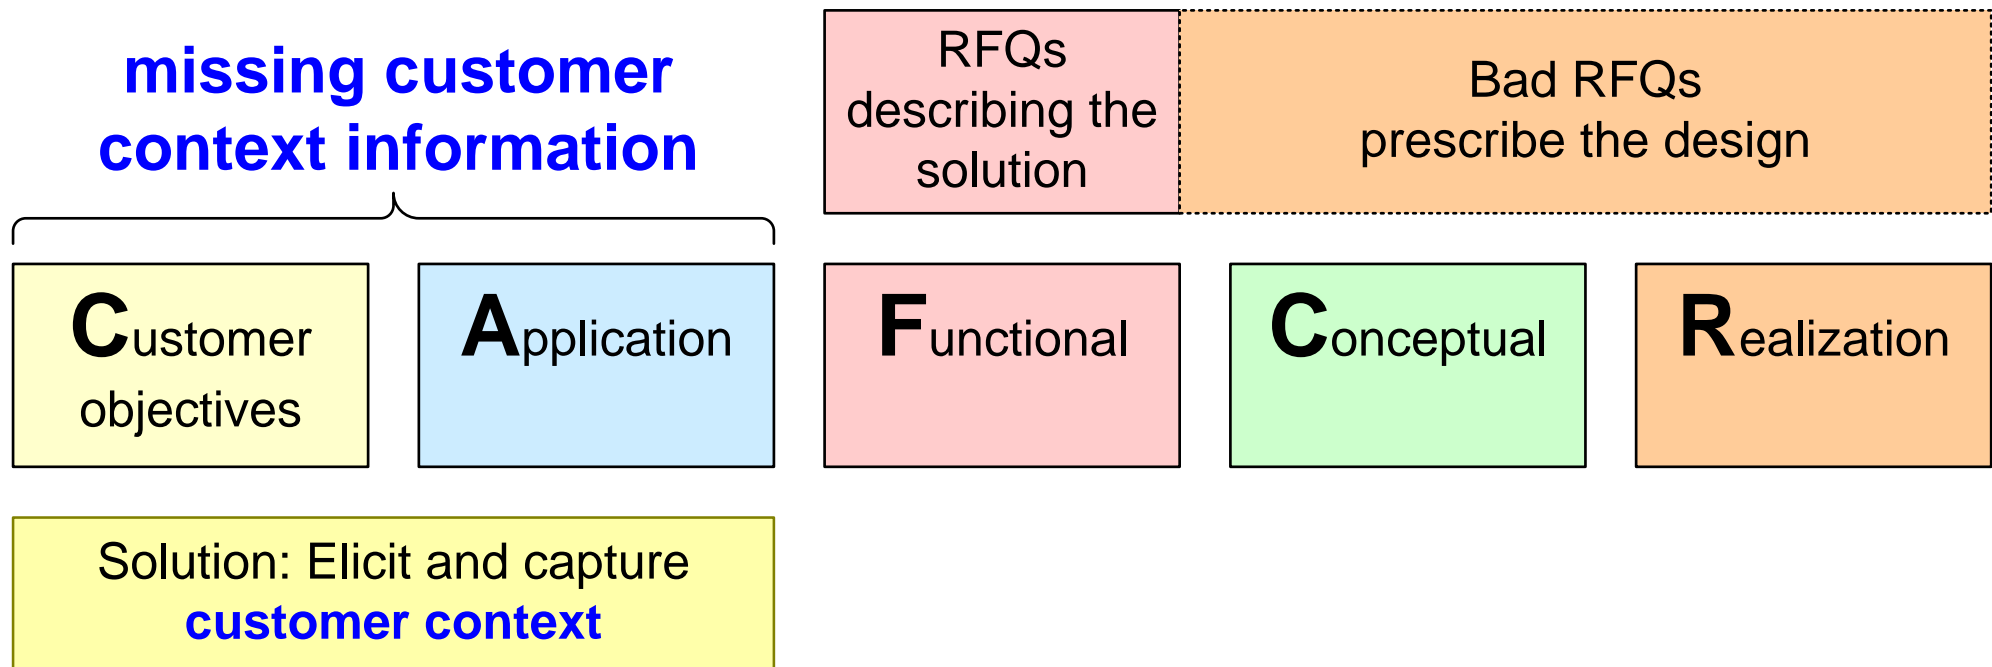 missing customer
context information
RFQs
describing the
solution
Bad RFQs
prescribe the design
Customer
objectives
Application
Functional
Conceptual
Realization
Solution: Elicit and capture
customer context